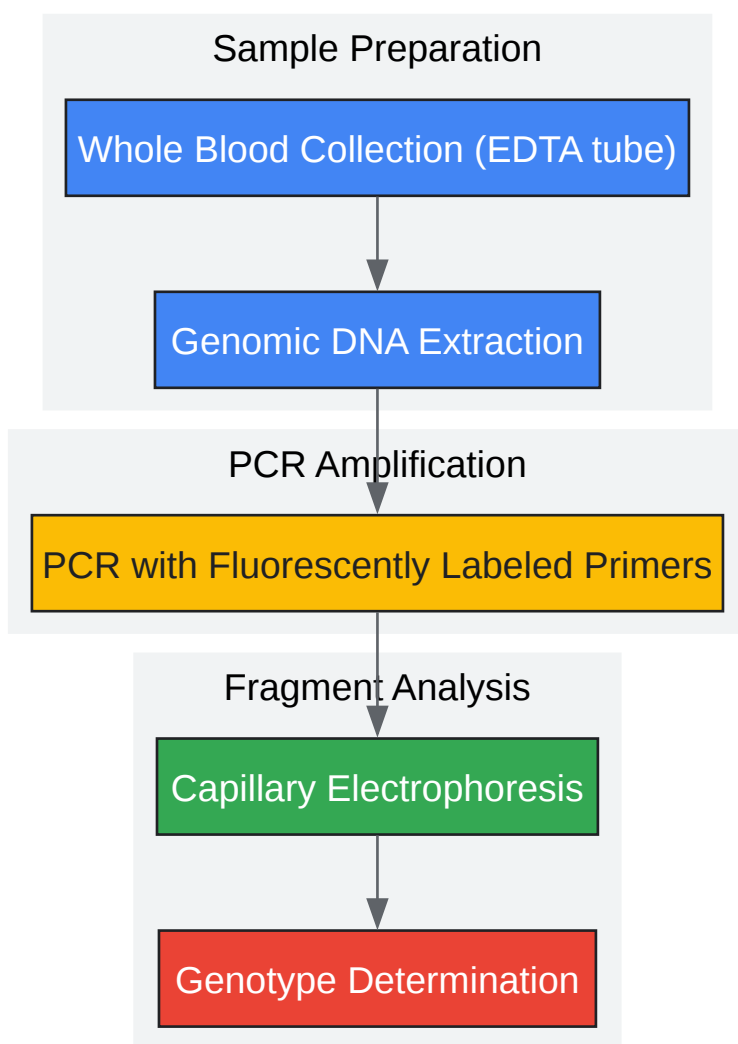 Sample Preparation
Whole Blood Collection (EDTA tube)
Genomic DNA Extraction
PCR Amplification
PCR with Fluorescently Labeled Primers
Fragment Analysis
Capillary Electrophoresis
Genotype Determination